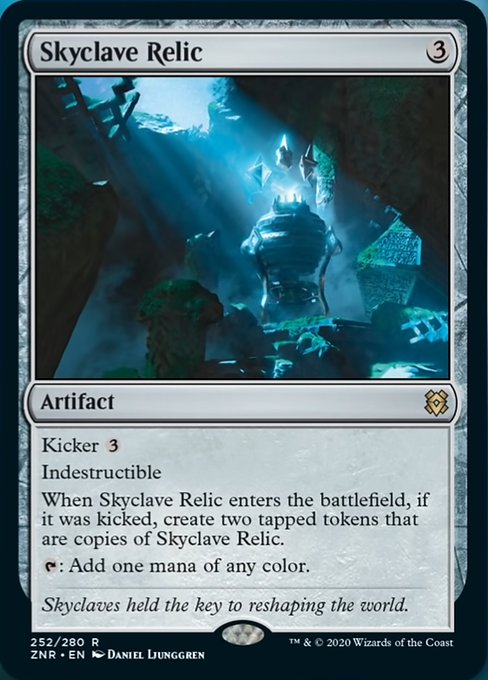 Skyclave Relic 3
Artifact
Kicker 3
Indestructible
When Skyclave Relic enters the battlefield, if
it was kicked, create two tapped tokens that
are copies of Skyclave Relic.
: Add one mana of any color.
Skyclaves held the key to reshaping the world.
252/280 R
ZNR • EN Daniel Ljunggren
™ & © 2020 Wizards of the Coast